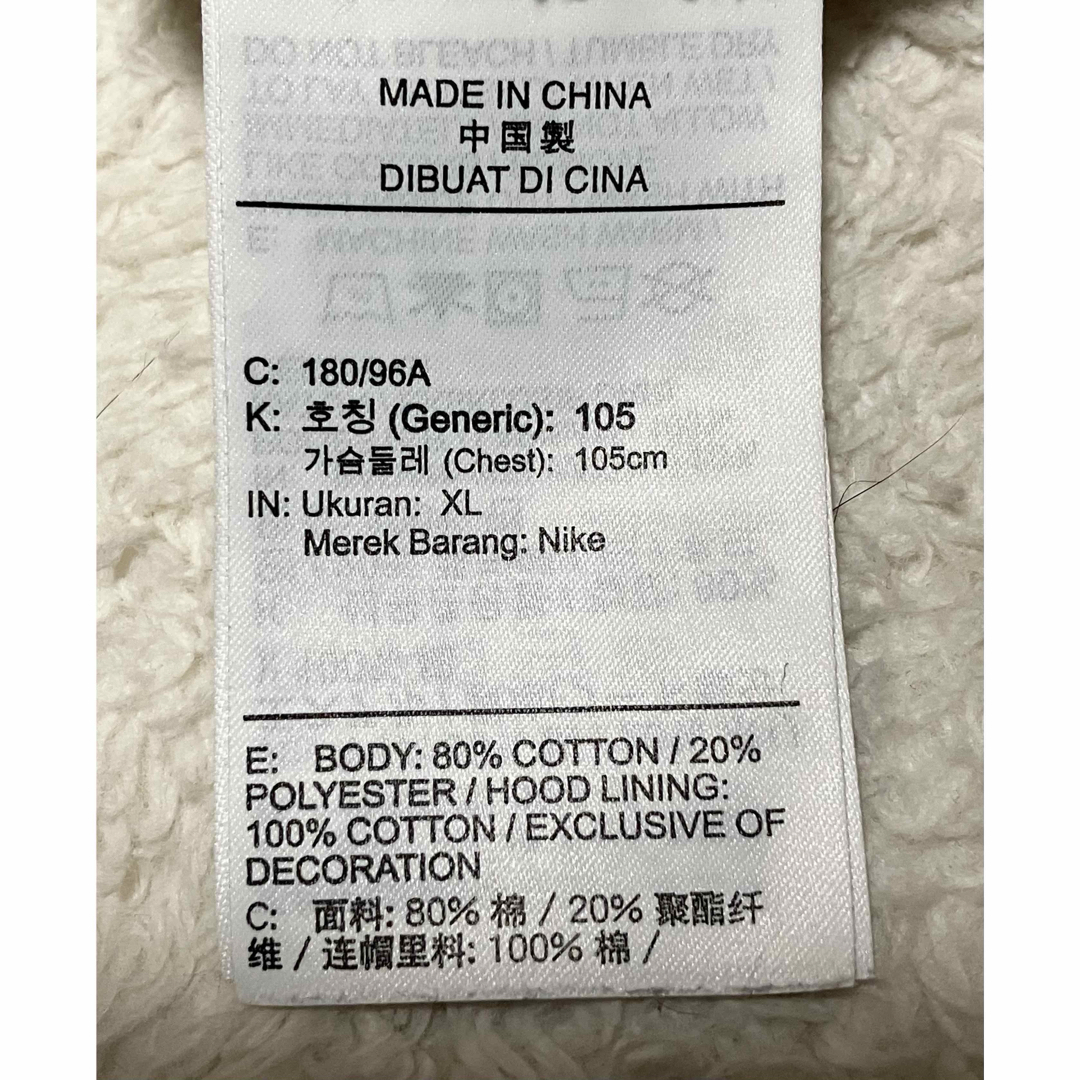 MADE IN CHINA
中国製
DIBUAT DI CINA
C: 180/96A
K: 호칭 (Generic): 105
가슴둘레 (Chest): 105cm
IN: Ukuran: XL
Merek Barang: Nike
E: BODY: 80% COTTON / 20%
POLYESTER / HOOD LINING:
100% COTTON / EXCLUSIVE OF
DECORATION
C: 面料: 80% 棉 / 20% 聚酯纤
维 / 连帽里料: 100% 棉 /